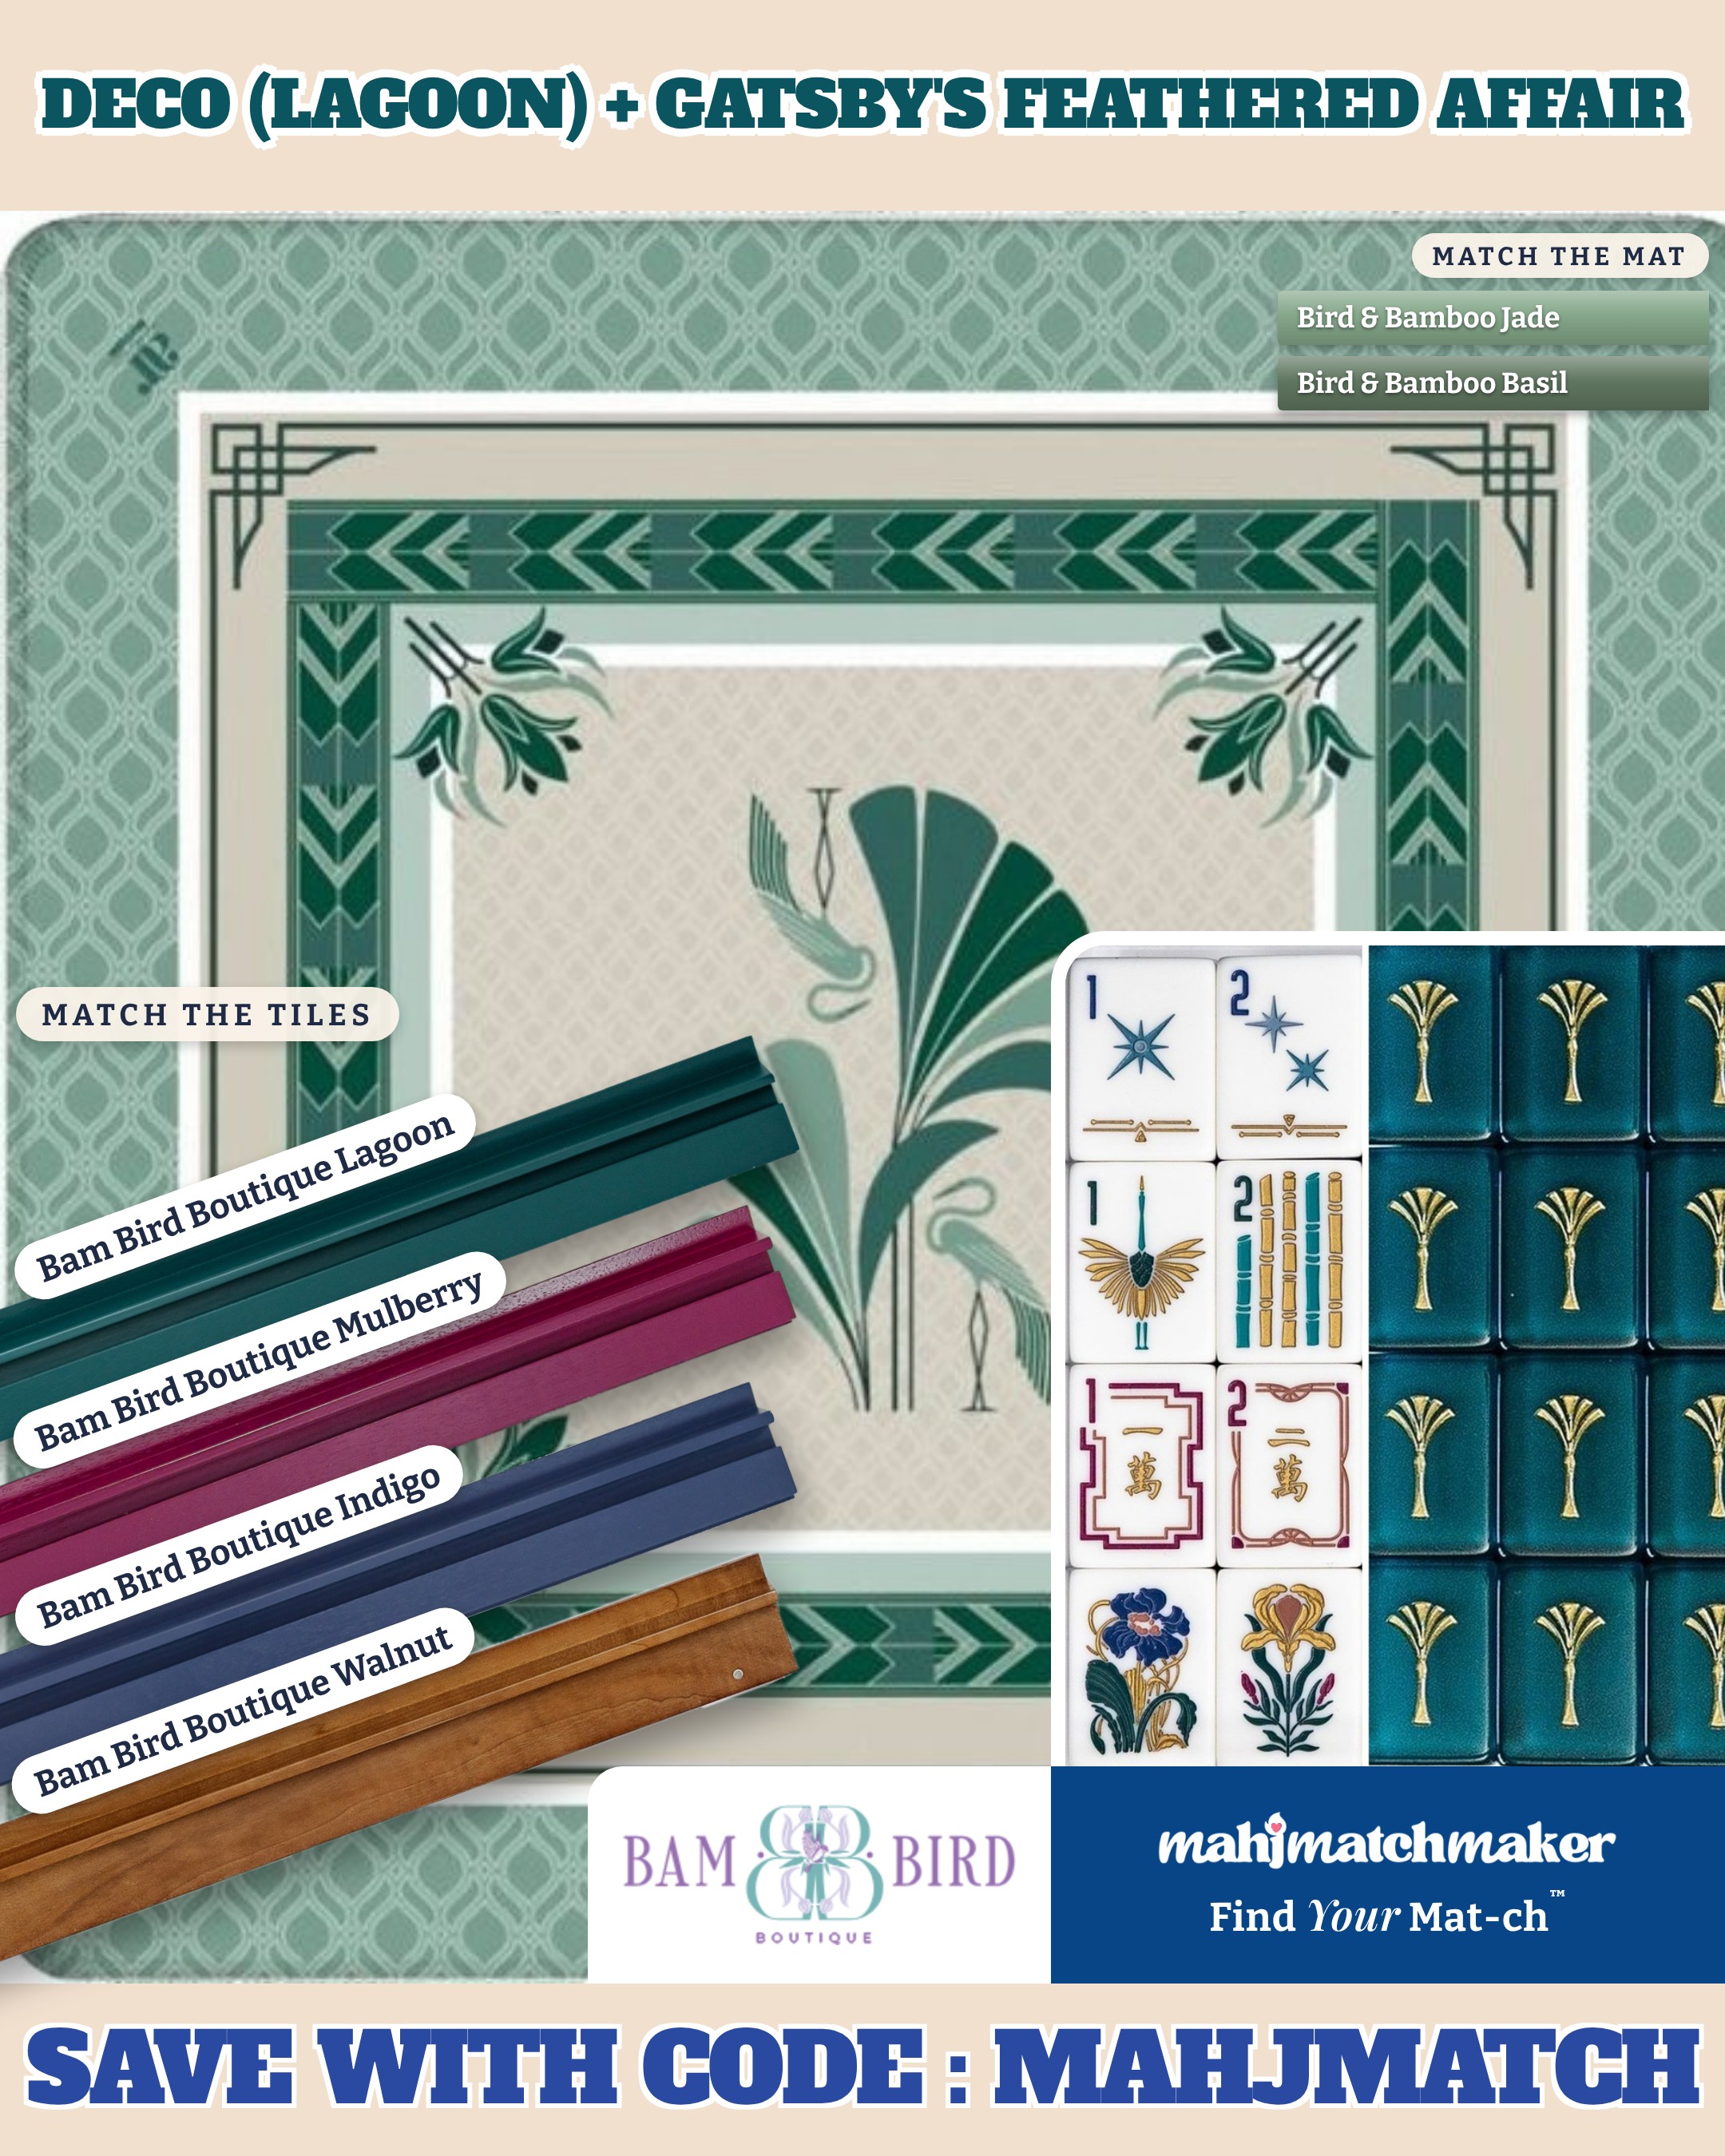 DECO (LAGOON) + GATSBY'S FEATHERED AFFAIR
MATCH THE MAT
Bird & Bamboo Jade
Bird & Bamboo Basil
MATCH THE TILES
Bam Bird Boutique Lagoon
Bam Bird Boutique Mulberry
Bam Bird Boutique Indigo
Bam Bird Boutique Walnut
1 2
1 2
1 2
一 二
萬 萬
BAM BIRD
BOUTIQUE
mahjmatchmaker
Find Your Mat-ch™
SAVE WITH CODE : MAHJMATCH